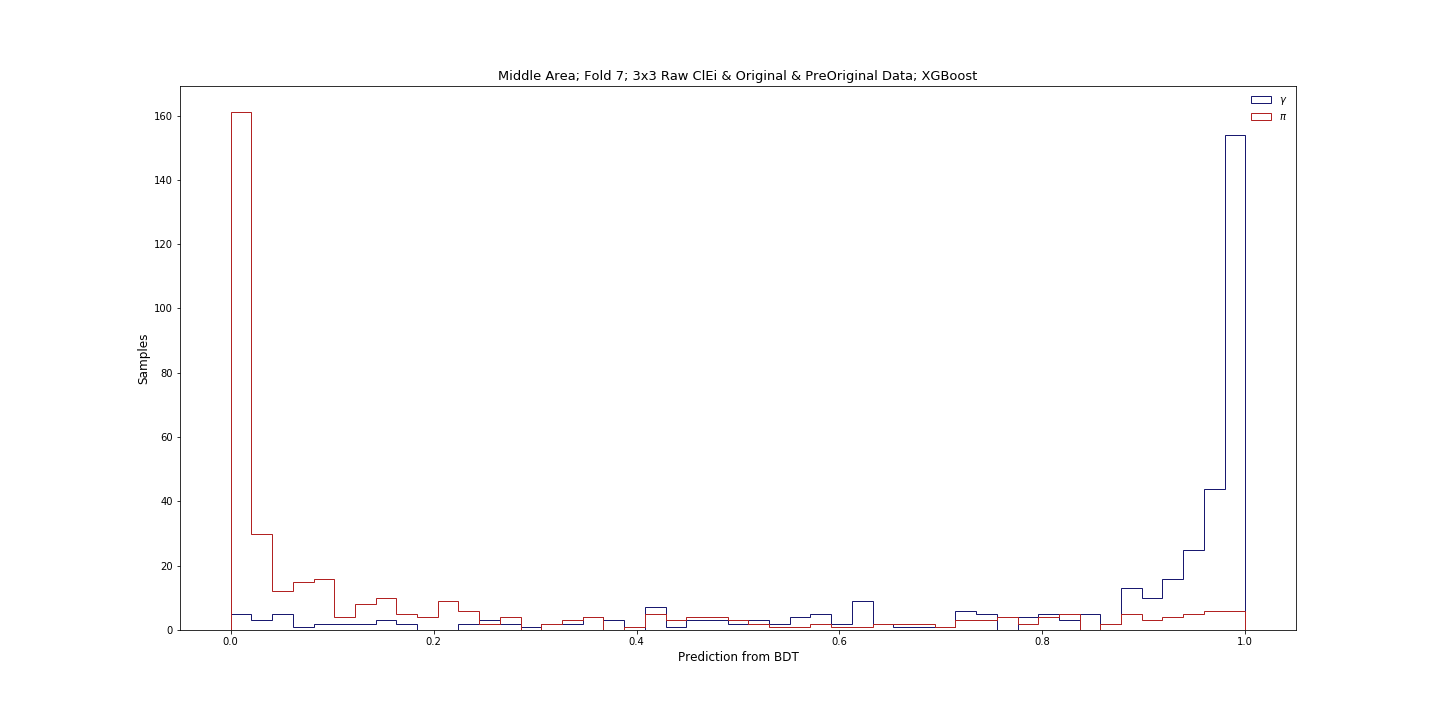 Middle Area; Fold 7; 3x3 Raw ClEi & Original & PreOriginal Data; XGBoost
γ
π
160
140
120
100
80
60
40
20
0
Samples
0.0 0.2 0.4 0.6 0.8 1.0
Prediction from BDT